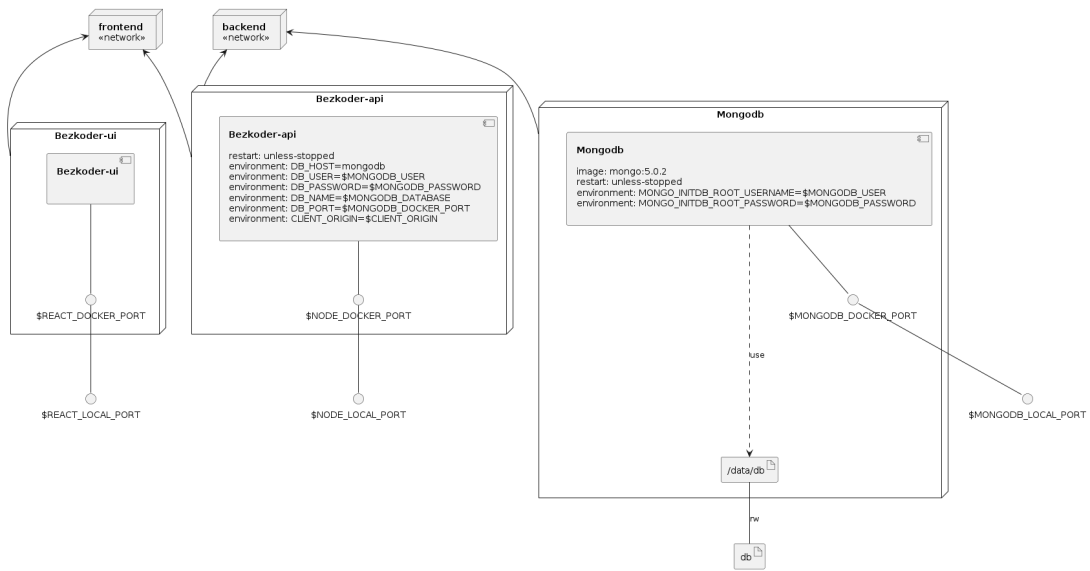 frontend
«network»
backend
«network»
Bezkoder-ui
Bezkoder-ui
$REACT_DOCKER_PORT
$REACT_LOCAL_PORT
Bezkoder-api
Bezkoder-api
restart: unless-stopped
environment: DB_HOST=mongodb
environment: DB_USER=$MONGODB_USER
environment: DB_PASSWORD=$MONGODB_PASSWORD
environment: DB_NAME=$MONGODB_DATABASE
environment: DB_PORT=$MONGODB_DOCKER_PORT
environment: CLIENT_ORIGIN=$CLIENT_ORIGIN
$NODE_DOCKER_PORT
$NODE_LOCAL_PORT
Mongodb
Mongodb
image: mongo:5.0.2
restart: unless-stopped
environment: MONGO_INITDB_ROOT_USERNAME=$MONGODB_USER
environment: MONGO_INITDB_ROOT_PASSWORD=$MONGODB_PASSWORD
$MONGODB_DOCKER_PORT
use
$MONGODB_LOCAL_PORT
/data/db
rw
db